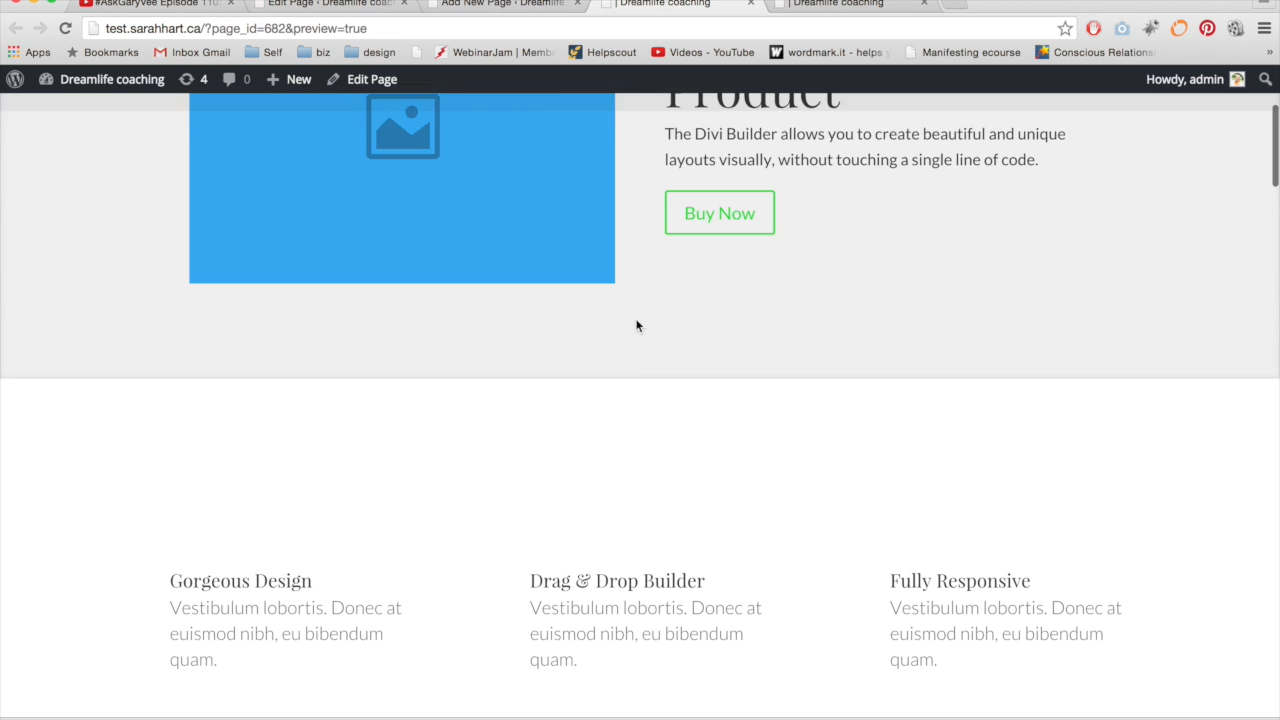 #AskGaryVee Episode 110:
Edit Page ‹ Dreamlife coac
Add New Page ‹ Dreamlife
| Dreamlife coaching
| Dreamlife coaching
test.sarahhart.ca/?page_id=682&preview=true
Apps
Bookmarks
Inbox Gmail
Self
biz
design
WebinarJam | Memb
Helpscout
Videos - YouTube
wordmark.it - helps
Manifesting ecourse
Conscious Relation
Dreamlife coaching
4
0
New
Edit Page
Howdy, admin
Product
The Divi Builder allows you to create beautiful and unique
layouts visually, without touching a single line of code.
Buy Now
Gorgeous Design
Vestibulum lobortis. Donec at
euismod nibh, eu bibendum
quam.
Drag & Drop Builder
Vestibulum lobortis. Donec at
euismod nibh, eu bibendum
quam.
Fully Responsive
Vestibulum lobortis. Donec at
euismod nibh, eu bibendum
quam.